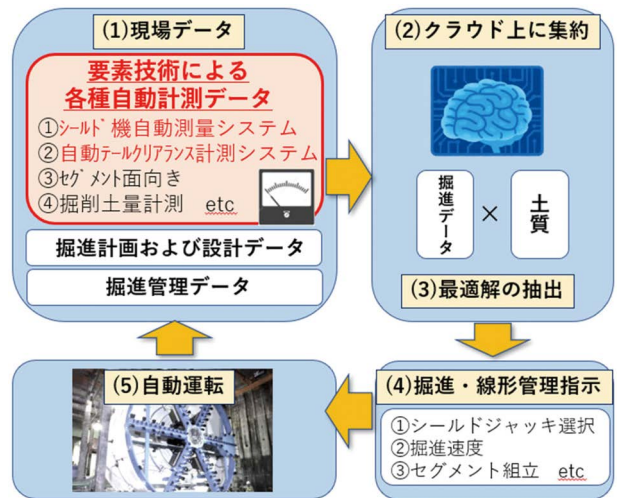 (1)現場データ
要素技術による
各種自動計測データ
①ｼｰﾙﾄﾞ機自動測量システム
②自動ﾃｰﾙｸﾘｱﾗﾝｽ計測システム
③ｾｸﾞﾒﾝﾄ面向き
④掘削土量計測 etc
掘進計画および設計データ
掘進管理データ
(2)クラウド上に集約
掘進データ
×
土質
(3)最適解の抽出
(4)掘進・線形管理指示
①シールドジャッキ選択
②掘進速度
③セグメント組立 etc
(5)自動運転